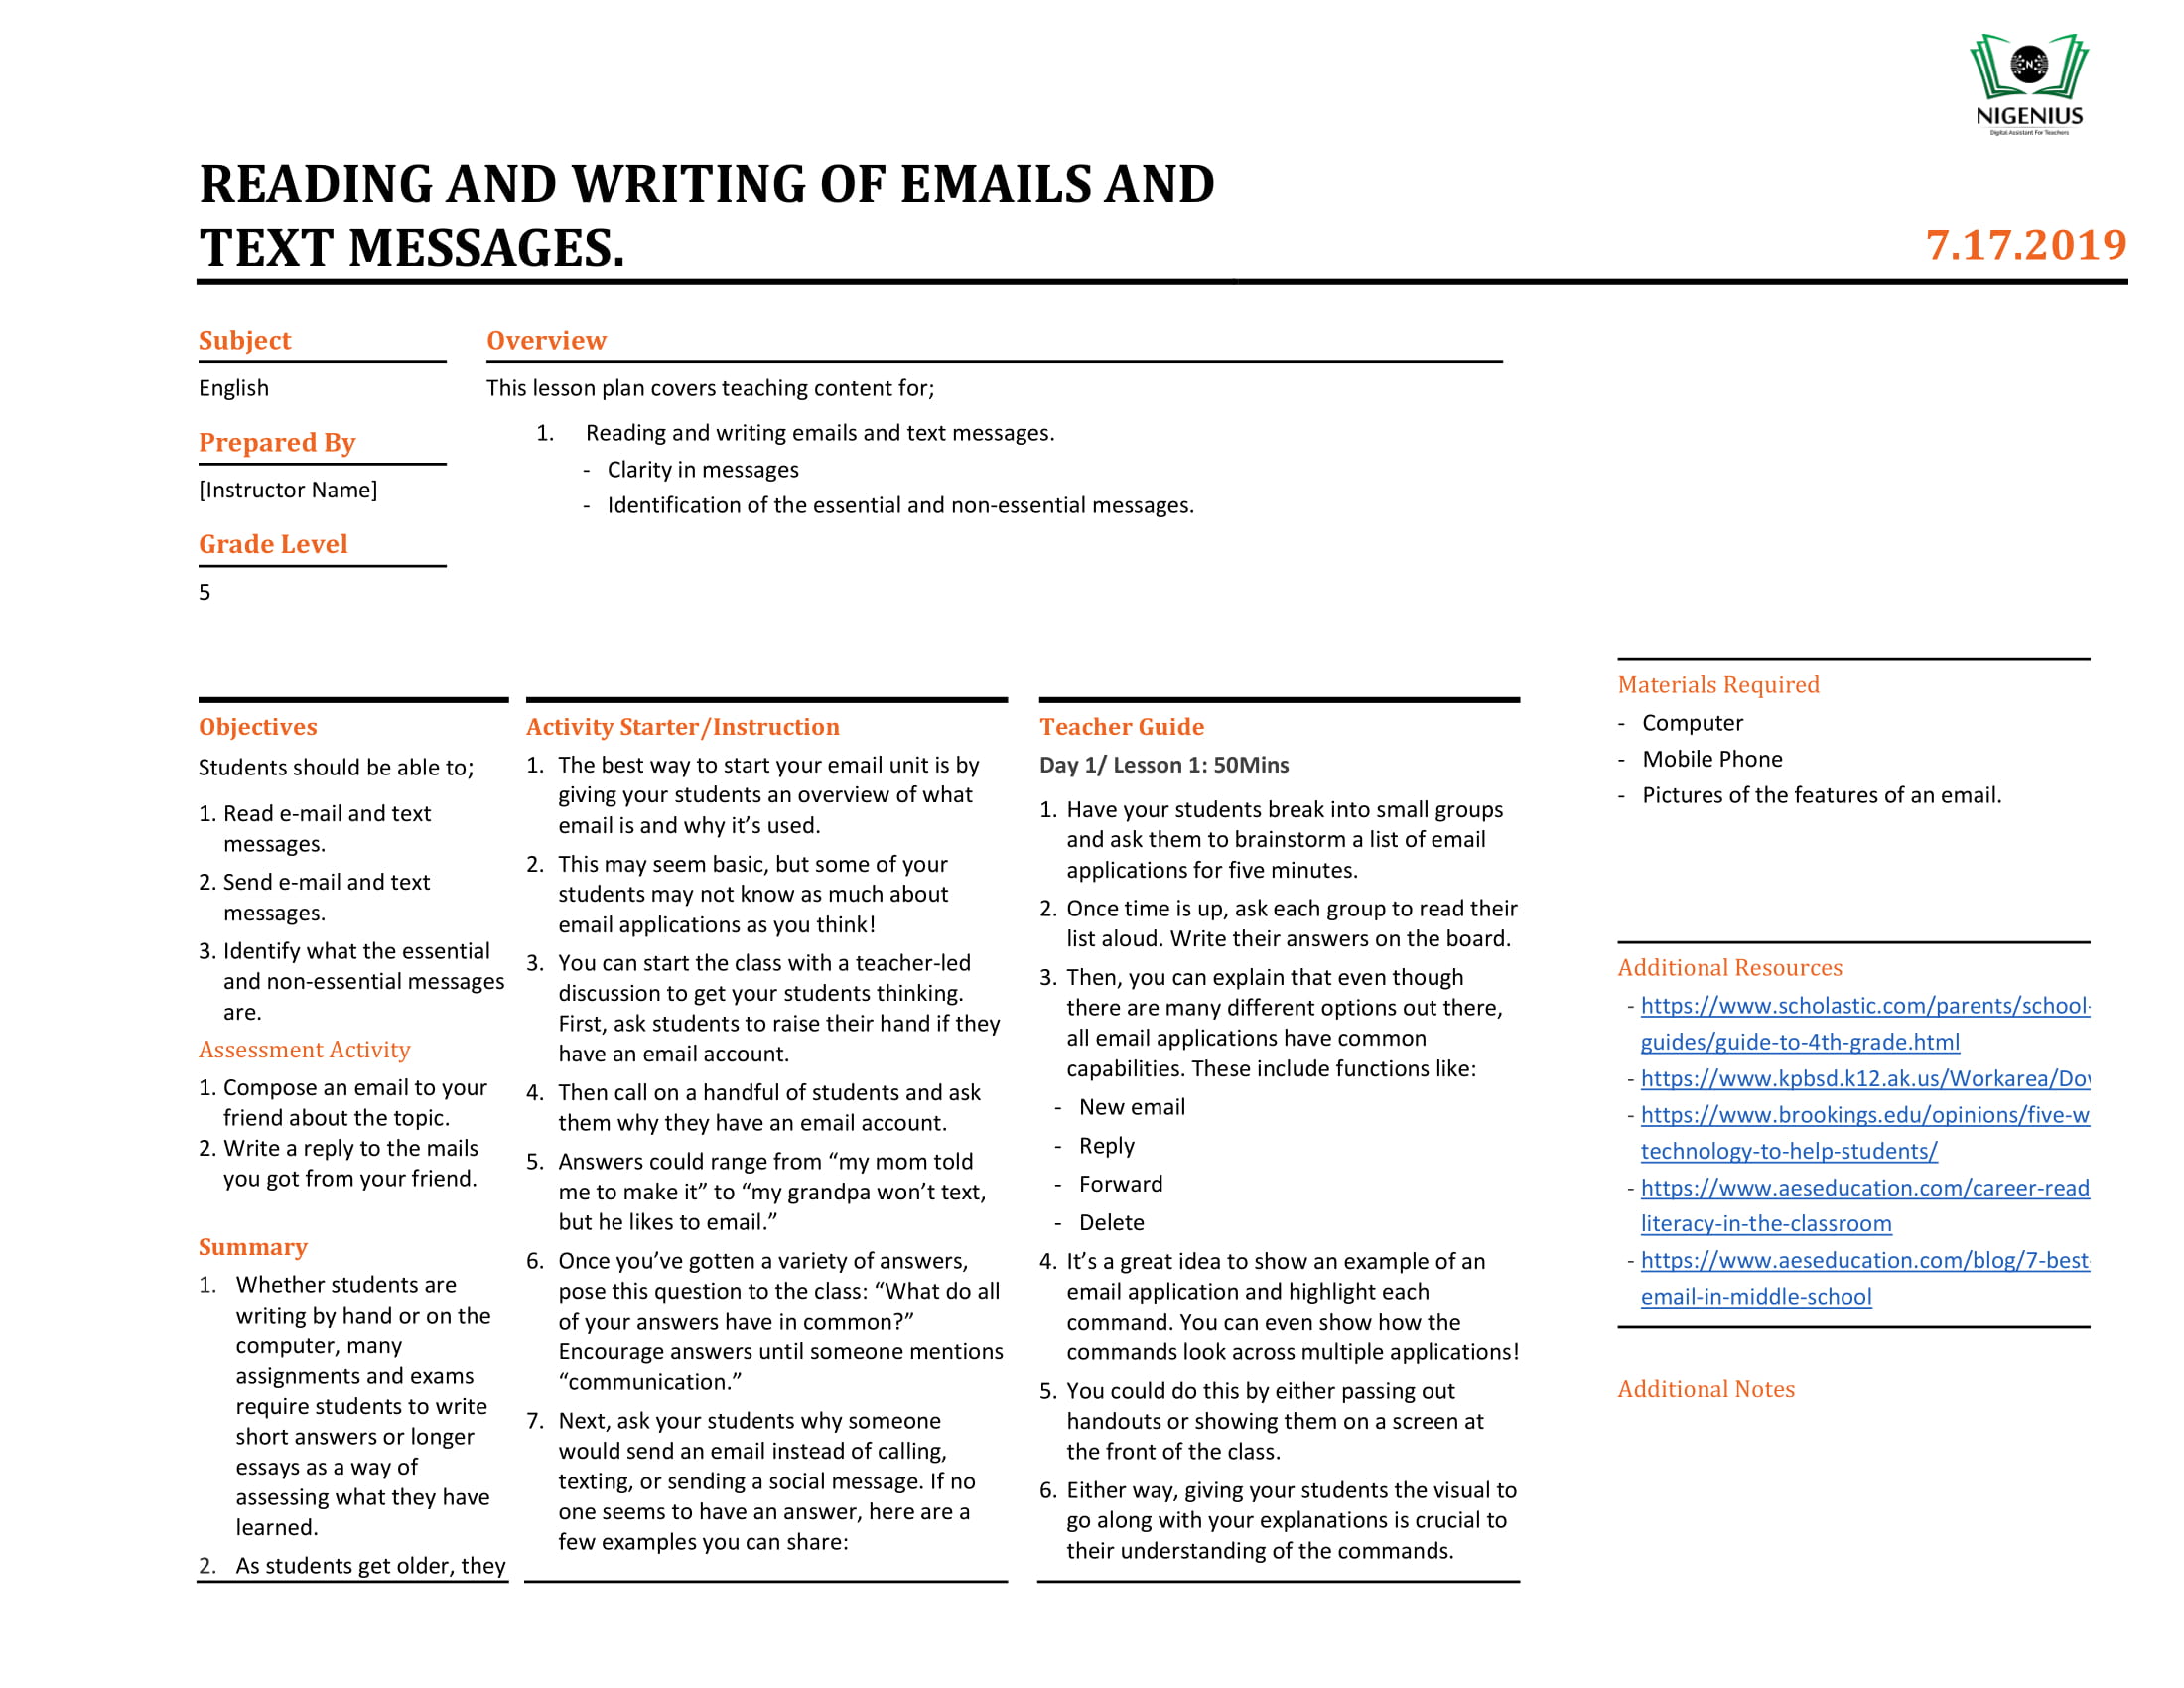 NIGENIUS
Digital Assistant For Teachers
READING AND WRITING OF EMAILS AND
TEXT MESSAGES.
7.17.2019
Subject
English
Prepared By
[Instructor Name]
Grade Level
5
Overview
This lesson plan covers teaching content for;
1. Reading and writing emails and text messages.
- Clarity in messages
- Identification of the essential and non-essential messages.
Objectives
Students should be able to;
1. Read e-mail and text
messages.
2. Send e-mail and text
messages.
3. Identify what the essential
and non-essential messages
are.
Assessment Activity
1. Compose an email to your
friend about the topic.
2. Write a reply to the mails
you got from your friend.
Summary
1. Whether students are
writing by hand or on the
computer, many
assignments and exams
require students to write
short answers or longer
essays as a way of
assessing what they have
learned.
2. As students get older, they
Activity Starter/Instruction
1. The best way to start your email unit is by
giving your students an overview of what
email is and why it’s used.
2. This may seem basic, but some of your
students may not know as much about
email applications as you think!
3. You can start the class with a teacher-led
discussion to get your students thinking.
First, ask students to raise their hand if they
have an email account.
4. Then call on a handful of students and ask
them why they have an email account.
5. Answers could range from “my mom told
me to make it” to “my grandpa won’t text,
but he likes to email.”
6. Once you’ve gotten a variety of answers,
pose this question to the class: “What do all
of your answers have in common?”
Encourage answers until someone mentions
“communication.”
7. Next, ask your students why someone
would send an email instead of calling,
texting, or sending a social message. If no
one seems to have an answer, here are a
few examples you can share:
Teacher Guide
Day 1/ Lesson 1: 50Mins
1. Have your students break into small groups
and ask them to brainstorm a list of email
applications for five minutes.
2. Once time is up, ask each group to read their
list aloud. Write their answers on the board.
3. Then, you can explain that even though
there are many different options out there,
all email applications have common
capabilities. These include functions like:
- New email
- Reply
- Forward
- Delete
4. It’s a great idea to show an example of an
email application and highlight each
command. You can even show how the
commands look across multiple applications!
5. You could do this by either passing out
handouts or showing them on a screen at
the front of the class.
6. Either way, giving your students the visual to
go along with your explanations is crucial to
their understanding of the commands.
Materials Required
- Computer
- Mobile Phone
- Pictures of the features of an email.
Additional Resources
- https://www.scholastic.com/parents/school-
guides/guide-to-4th-grade.html
- https://www.kpbsd.k12.ak.us/Workarea/Do
- https://www.brookings.edu/opinions/five-w
technology-to-help-students/
- https://www.aeseducation.com/career-read
literacy-in-the-classroom
- https://www.aeseducation.com/blog/7-best-
email-in-middle-school
Additional Notes